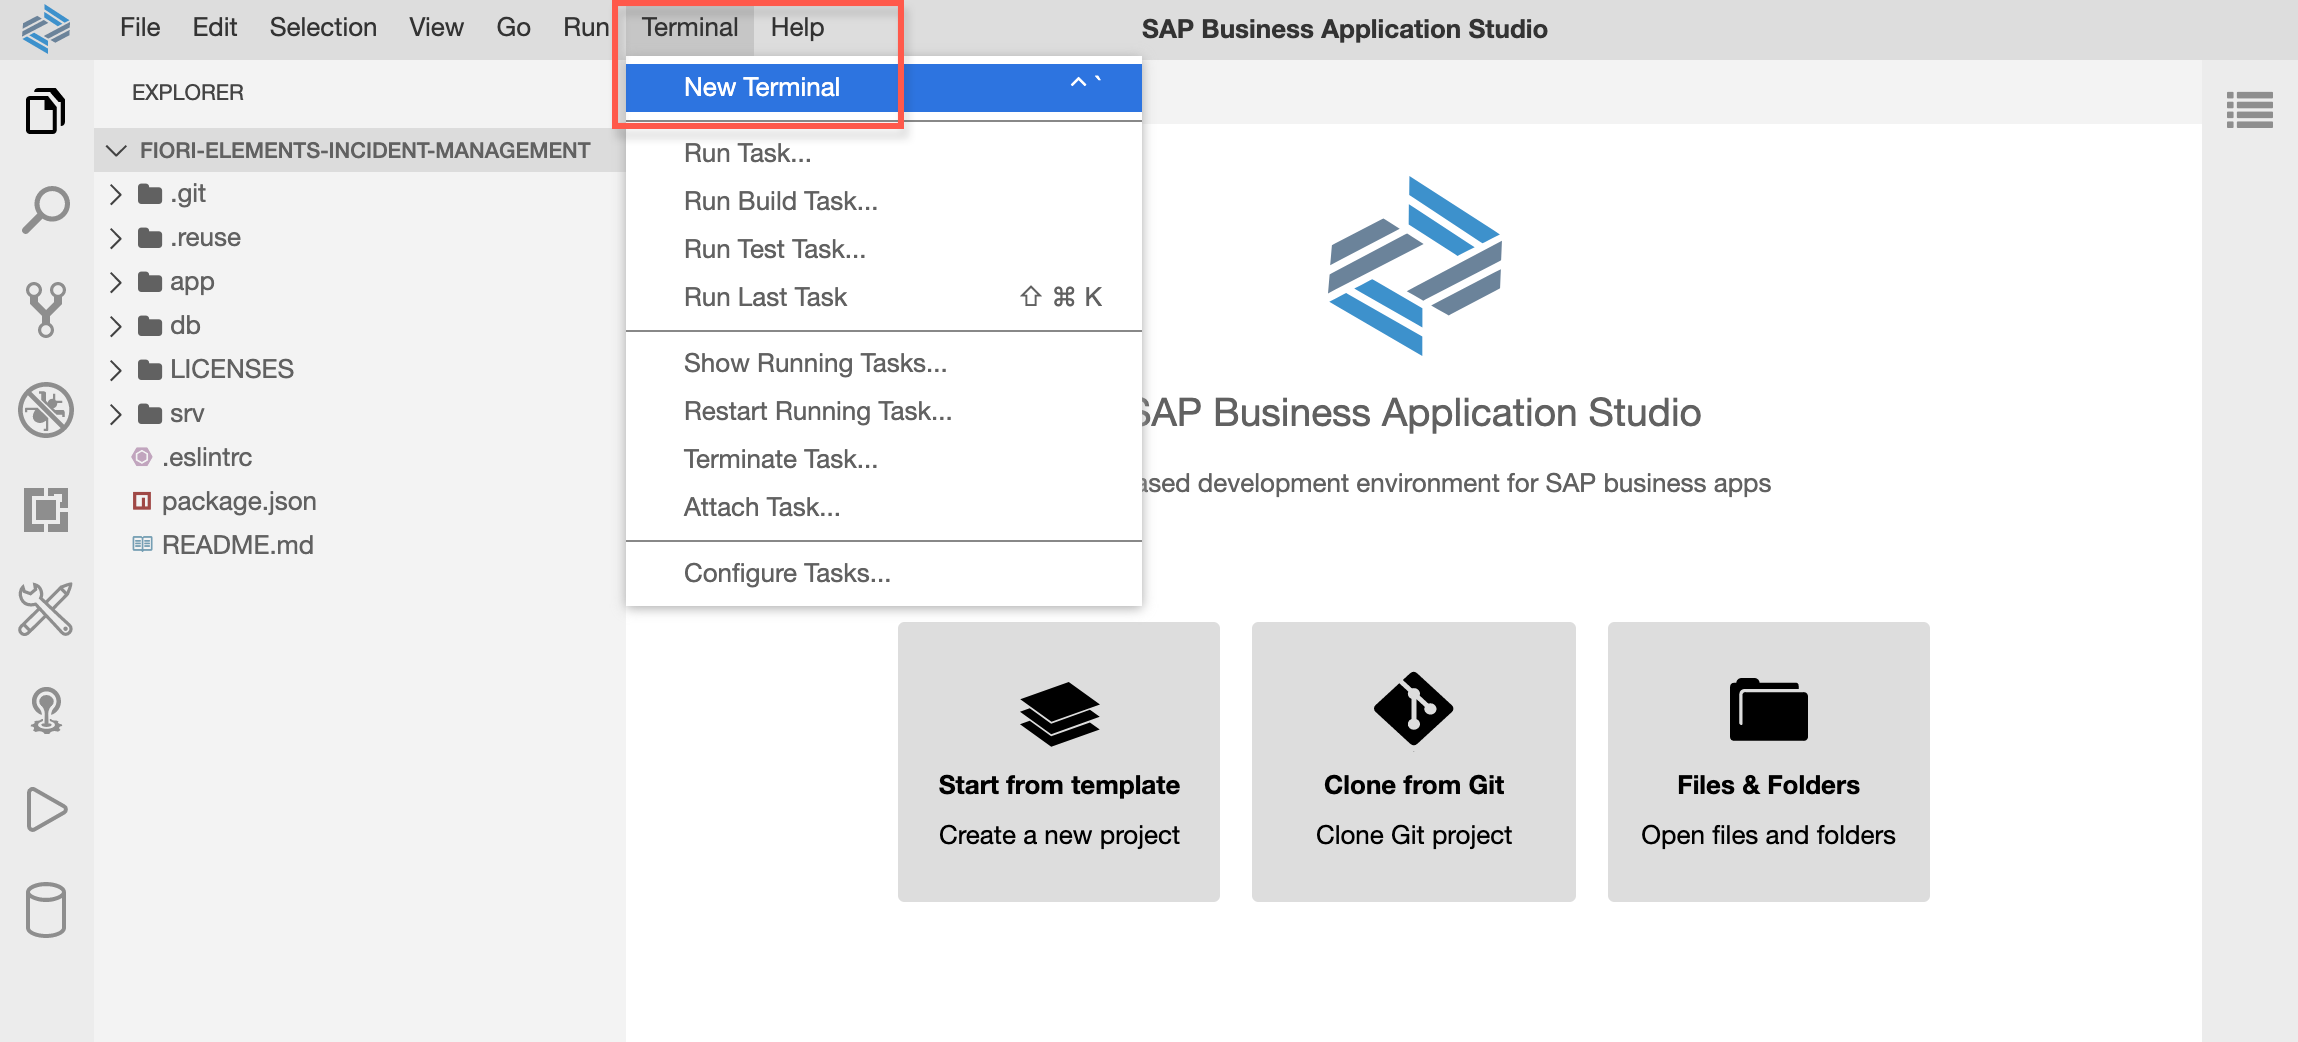 File Edit Selection View Go Run Terminal Help
SAP Business Application Studio
EXPLORER
FIORI-ELEMENTS-INCIDENT-MANAGEMENT
.git
.reuse
app
db
LICENSES
srv
.eslintrc
package.json
README.md
New Terminal ^ `
Run Task...
Run Build Task...
Run Test Task...
Run Last Task ⇧ ⌘ K
Show Running Tasks...
Restart Running Task...
Terminate Task...
Attach Task...
Configure Tasks...
SAP Business Application Studio
development environment for SAP business apps
Start from template
Create a new project
Clone from Git
Clone Git project
Files & Folders
Open files and folders